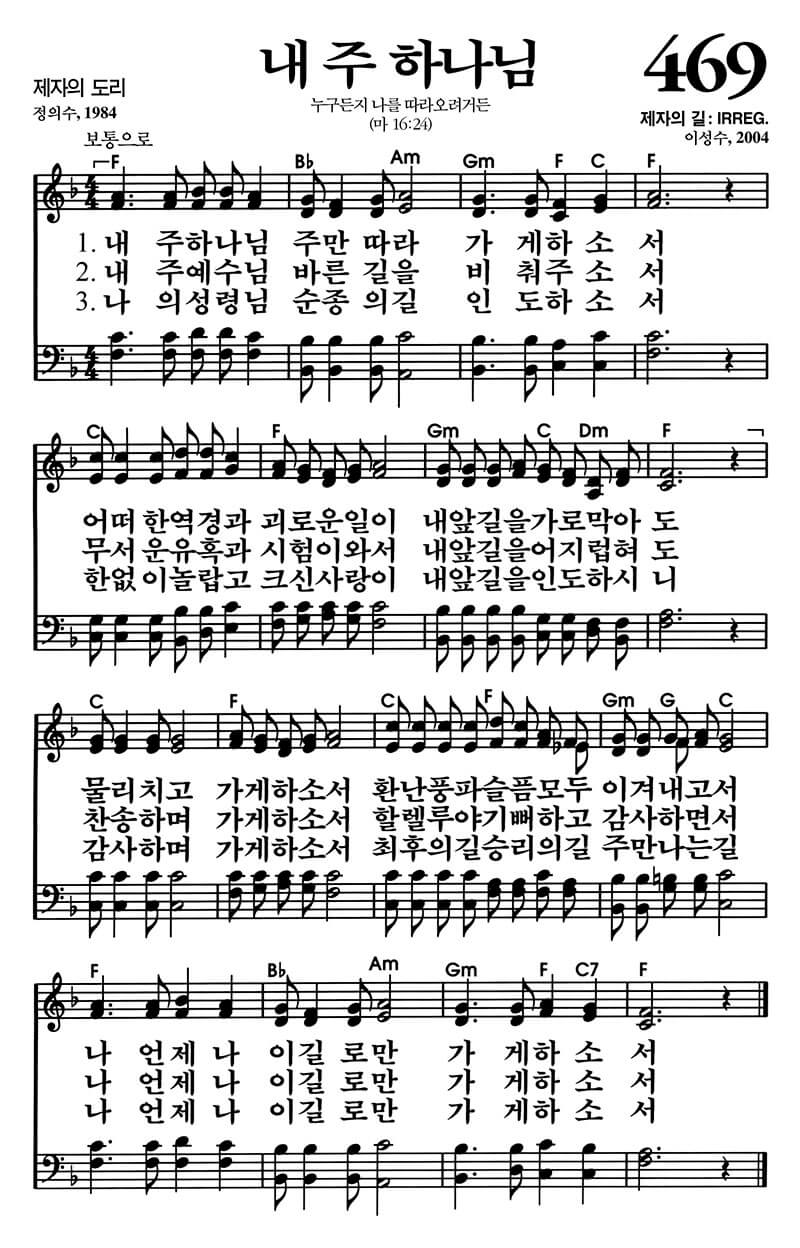 내 주 하나님
469
제자의 도리
정의수, 1984
누구든지 나를 따라오려거든
(마 16:24)
제자의 길: IRREG.
이성수, 2004
보통으로
F B♭ Am Gm F C F
1. 내 주하나님 주만 따라 가 게하 소 서
2. 내 주예수님 바른 길을 비 춰주 소 서
3. 나 의성령님 순종 의길 인 도하 소 서
C F Gm C Dm F
어떠 한역경과 괴로운일이 내앞길을가로막아 도
무서 운유혹과 시험이와서 내앞길을어지럽혀 도
한없 이놀랍고 크신사랑이 내앞길을인도하시 니
C F C F Gm G C
물리치고 가게하소서 환난풍파슬픔모두 이겨내고서
찬송하며 가게하소서 할렐루야기뻐하고 감사하면서
감사하며 가게하소서 최후의길승리의길 주만나는길
F B♭ Am Gm F C7 F
나 언제 나 이길 로만 가 게하 소 서
나 언제 나 이길 로만 가 게하 소 서
나 언제 나 이길 로만 가 게하 소 서